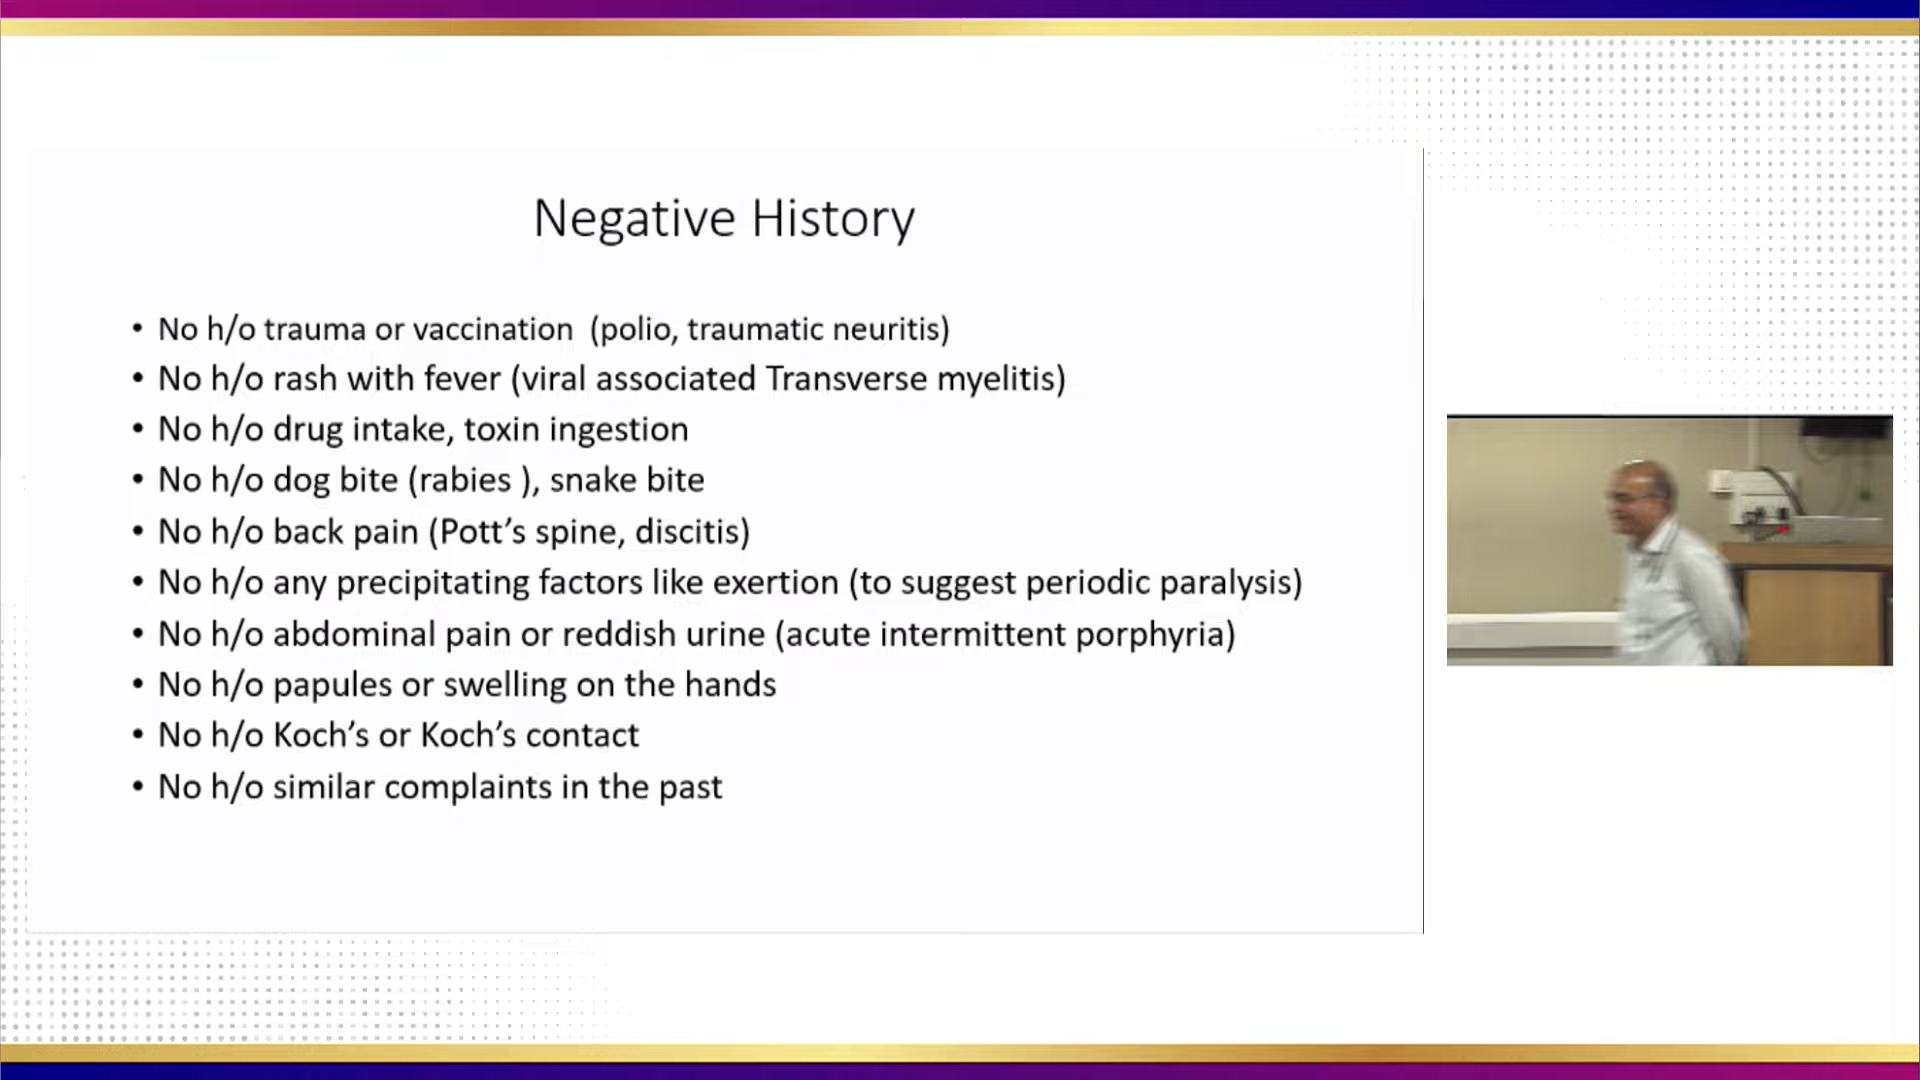 Negative History
• No h/o trauma or vaccination (polio, traumatic neuritis)
• No h/o rash with fever (viral associated Transverse myelitis)
• No h/o drug intake, toxin ingestion
• No h/o dog bite (rabies ), snake bite
• No h/o back pain (Pott’s spine, discitis)
• No h/o any precipitating factors like exertion (to suggest periodic paralysis)
• No h/o abdominal pain or reddish urine (acute intermittent porphyria)
• No h/o papules or swelling on the hands
• No h/o Koch’s or Koch’s contact
• No h/o similar complaints in the past